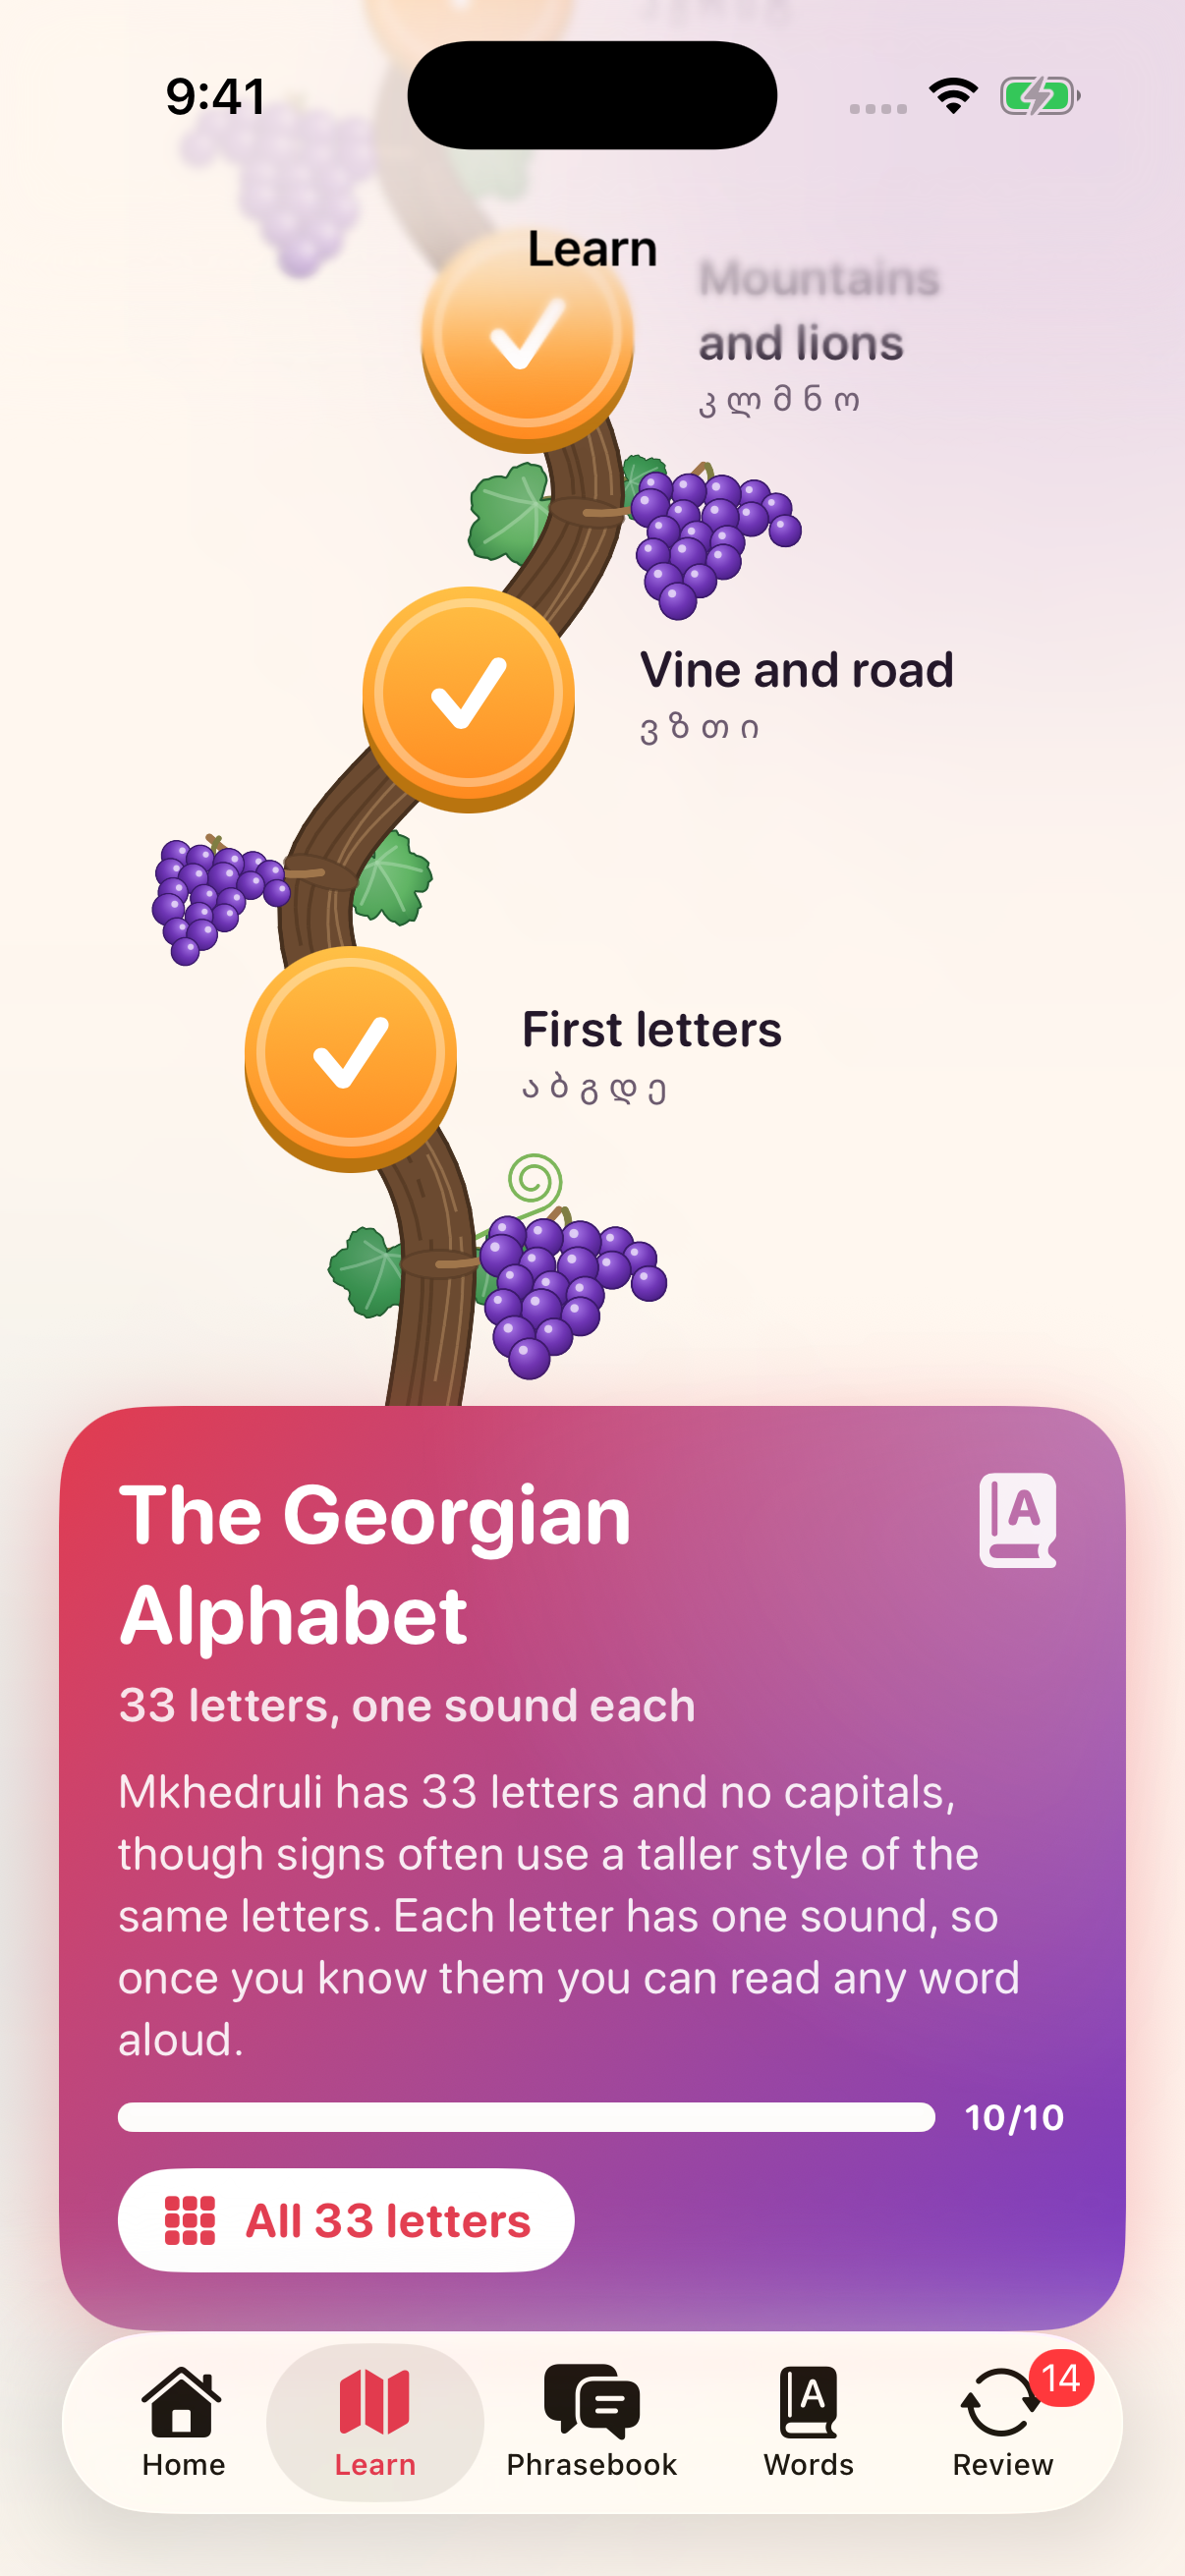 9:41
Learn
Mountains
and lions
კ ლ მ ნ ო
Vine and road
ვ ზ თ ი
First letters
ა ბ გ დ ე
The Georgian
Alphabet
A
33 letters, one sound each
Mkhedruli has 33 letters and no capitals,
though signs often use a taller style of the
same letters. Each letter has one sound, so
once you know them you can read any word
aloud.
10/10
All 33 letters
A
14
Home
Learn
Phrasebook
Words
Review